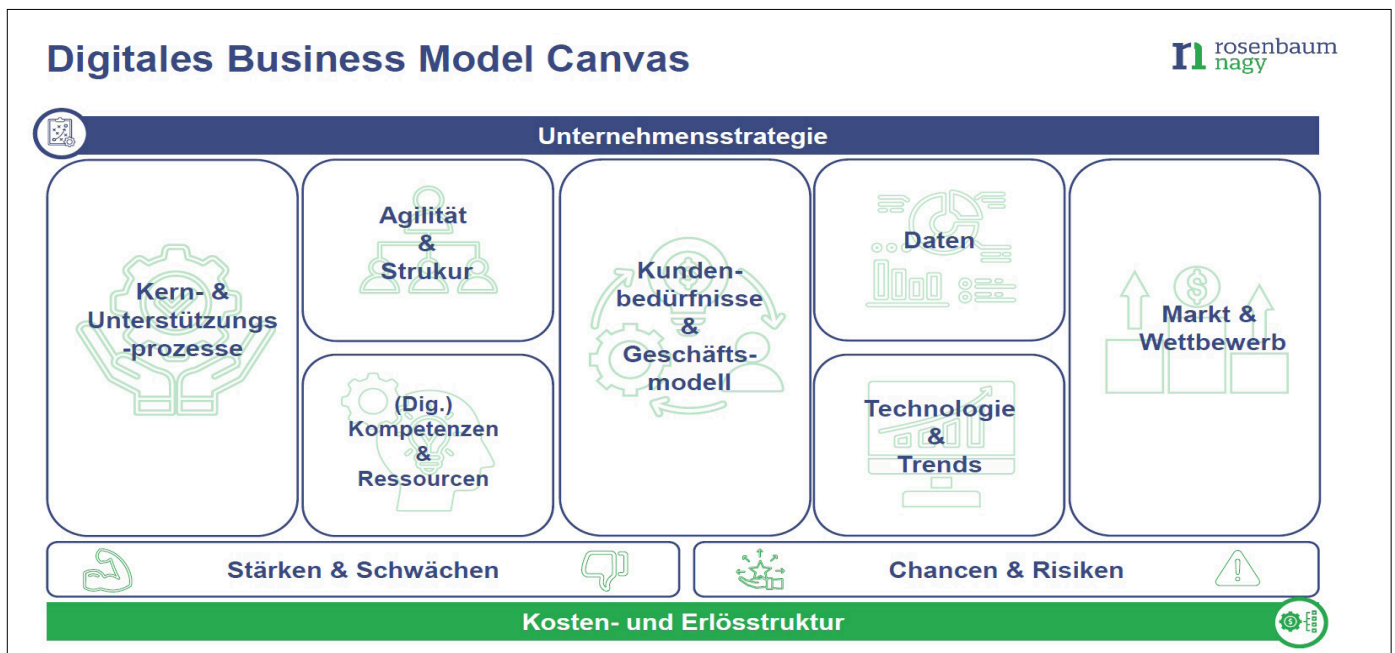 Digitales Business Model Canvas
rosenbaum
nagy
Unternehmensstrategie
Kern- &
Unterstützungs
-prozesse
Agilität
&
Strukur
(Dig.)
Kompetenzen
&
Ressourcen
Kunden-
bedürfnisse
&
Geschäfts-
modell
Daten
Technologie
&
Trends
Markt &
Wettbewerb
Stärken & Schwächen
Chancen & Risiken
Kosten- und Erlösstruktur